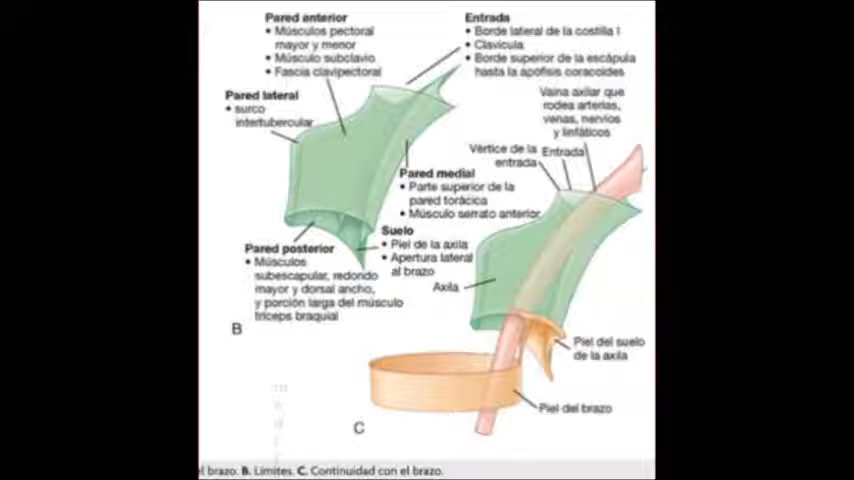 Pared anterior
• Músculos pectoral
mayor y menor
• Músculo subclavio
• Fascia clavipectoral
Entrada
• Borde lateral de la costilla I
• Clavícula
• Borde superior de la escápula
hasta la apófisis coracoides
Pared lateral
• surco
intertubercular
Vaina axilar que
rodea arterias,
venas, nervios
y linfáticos
Vértice de la
entrada
Entrada
Pared medial
• Parte superior de la
pared torácica
• Músculo serrato anterior
Suelo
• Piel de la axila
• Apertura lateral
al brazo
Pared posterior
• Músculos
subescapular, redondo
mayor y dorsal ancho,
y porción larga del músculo
tríceps braquial
Axila
B
Piel del suelo
de la axila
Piel del brazo
C
el brazo. B. Límites. C. Continuidad con el brazo.